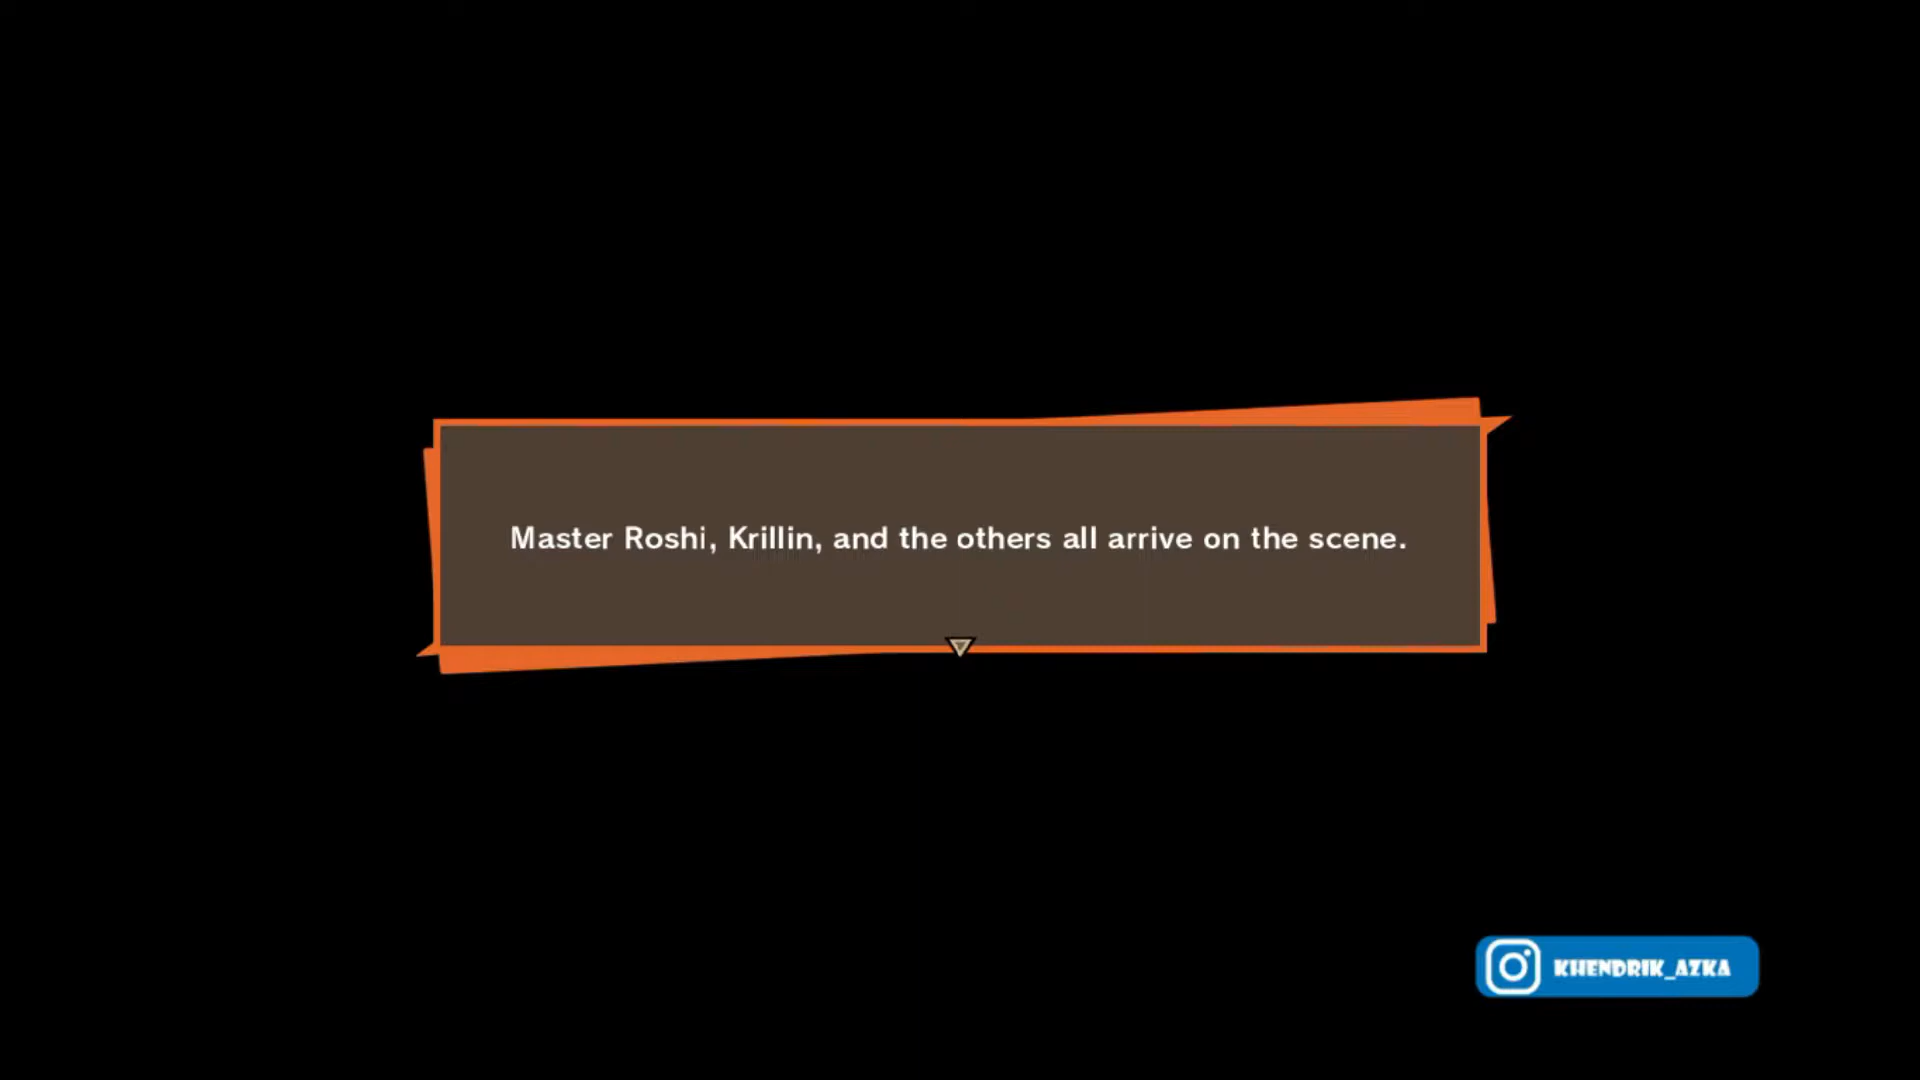 Master Roshi, Krillin, and the others all arrive on the scene.
KHENDRIK_AZKA